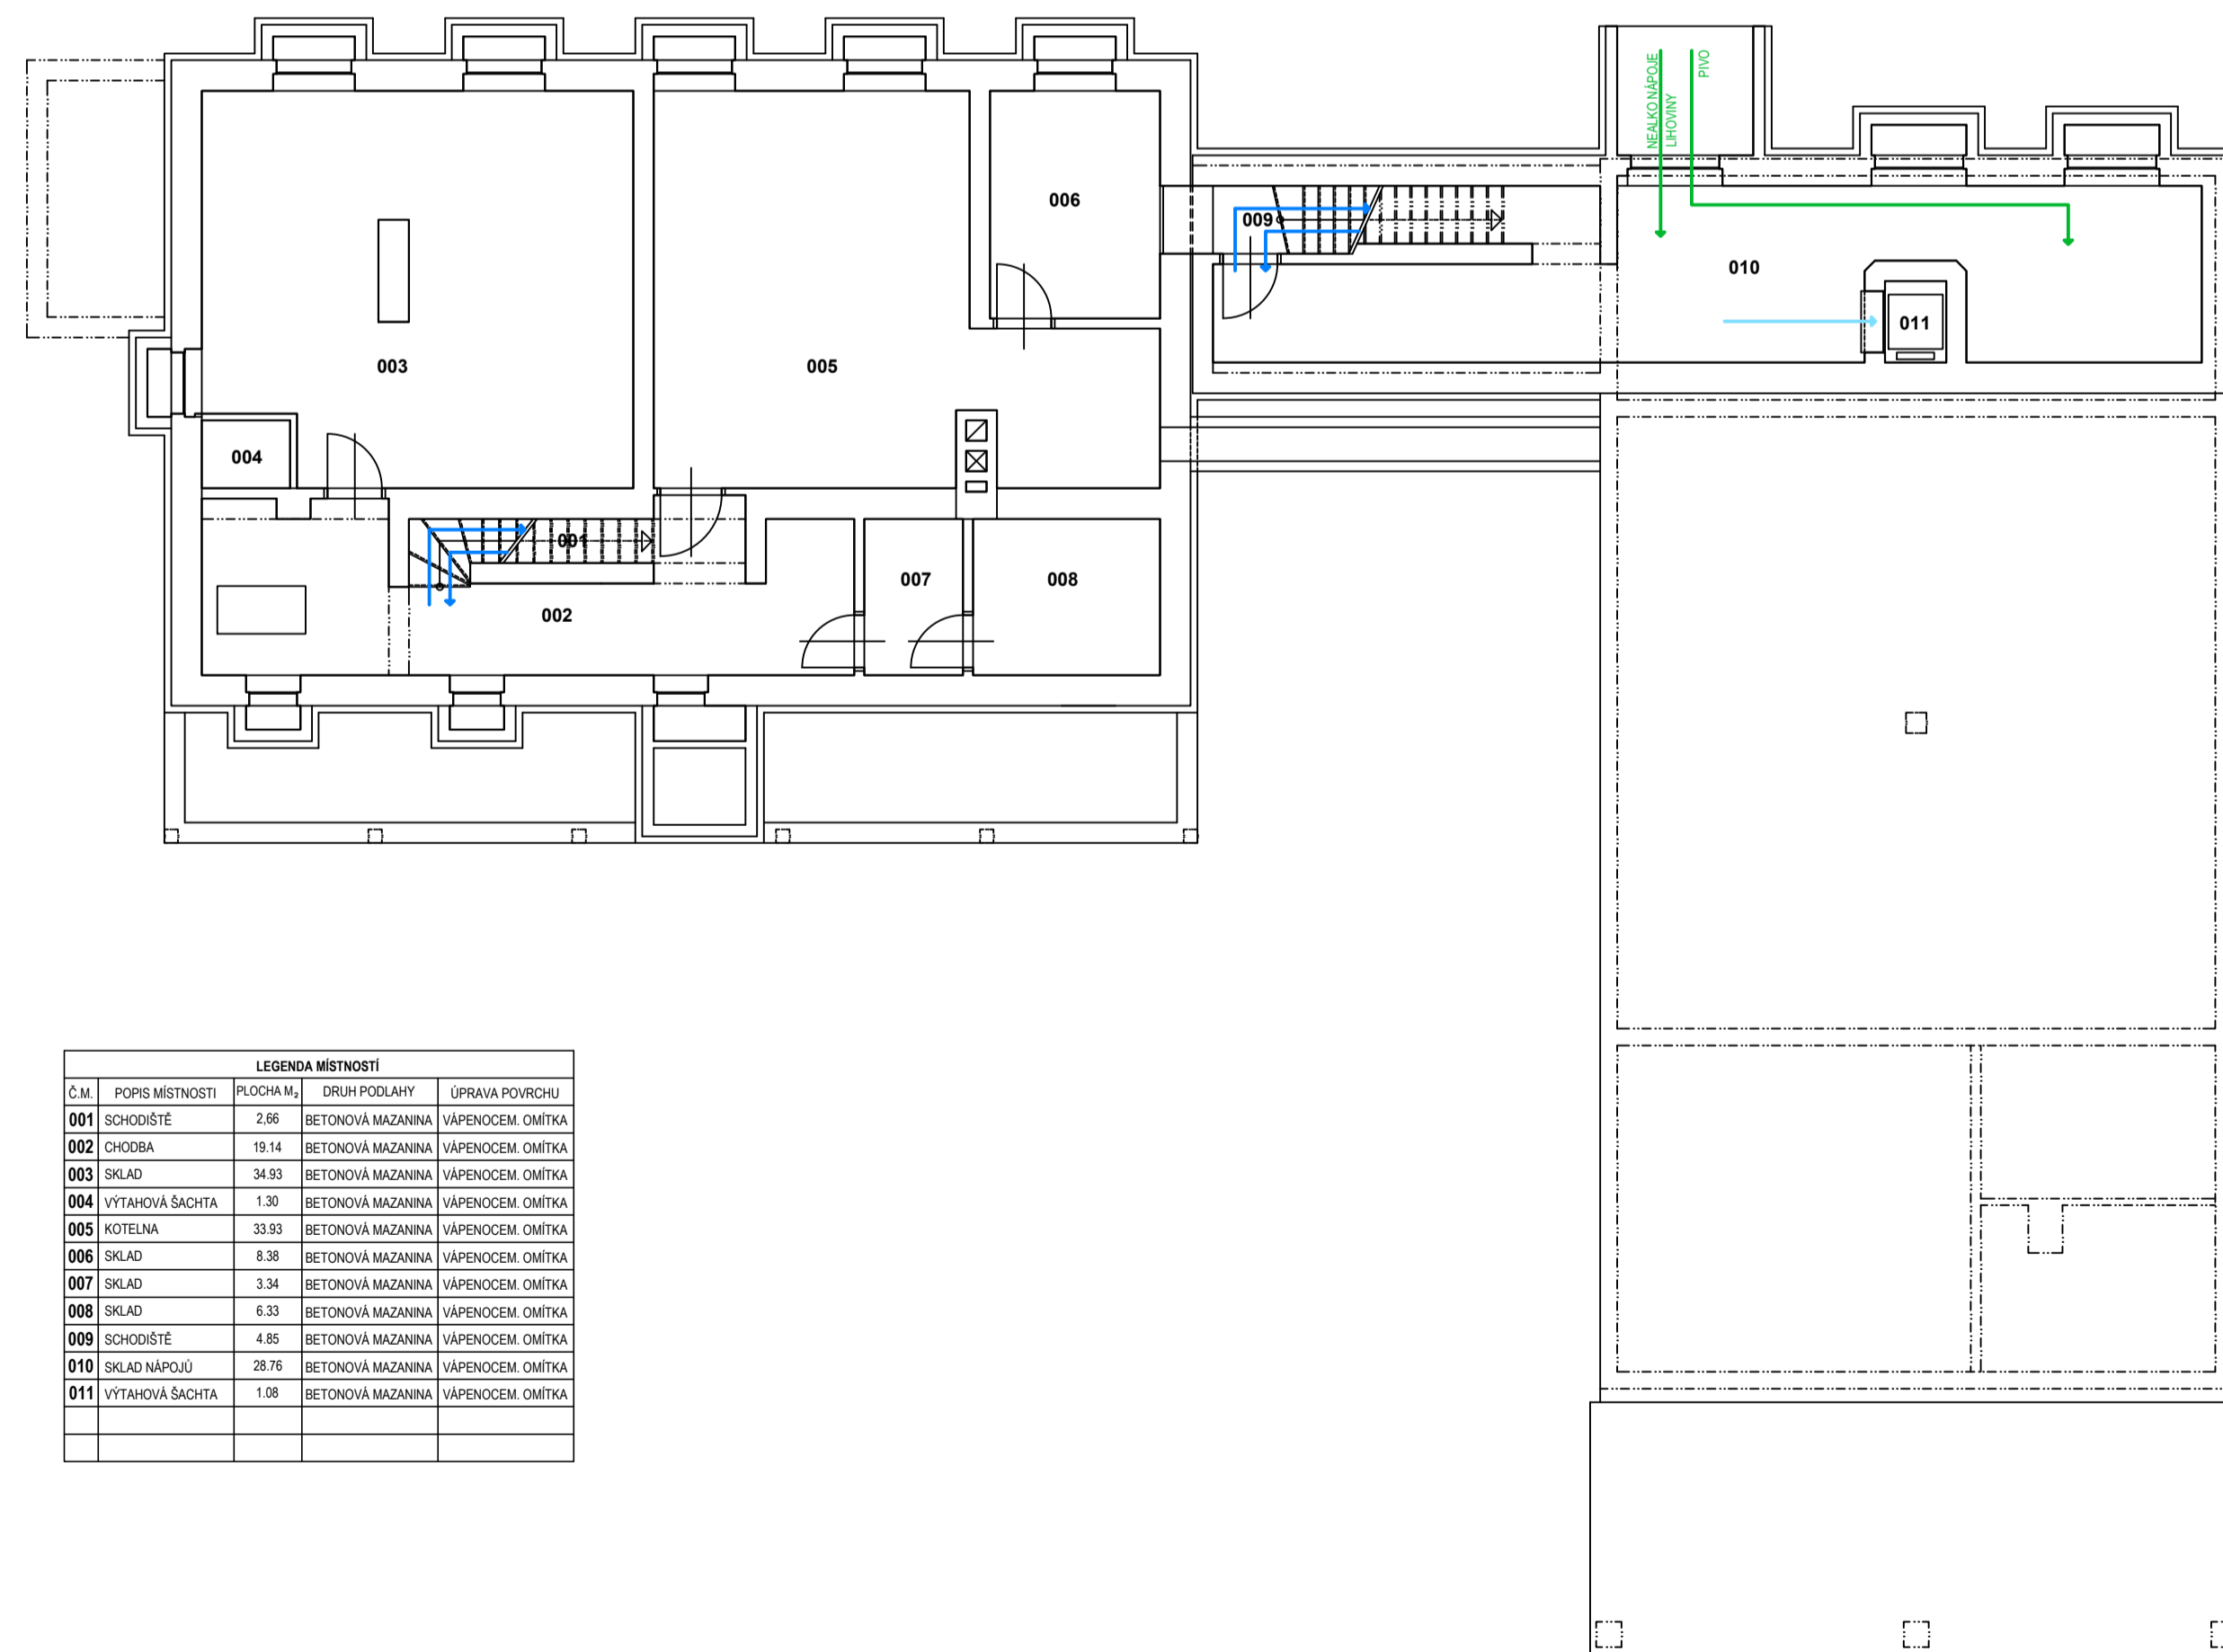 NEALKO NÁPOJE
LIHOVINY
PIVO
006
009
010
011
003
005
004
001
007
008
002
LEGENDA MÍSTNOSTÍ
Č.M. POPIS MÍSTNOSTI PLOCHA M₂ DRUH PODLAHY ÚPRAVA POVRCHU
001 SCHODIŠTĚ 2,66 BETONOVÁ MAZANINA VÁPENOCEM. OMÍTKA
002 CHODBA 19.14 BETONOVÁ MAZANINA VÁPENOCEM. OMÍTKA
003 SKLAD 34.93 BETONOVÁ MAZANINA VÁPENOCEM. OMÍTKA
004 VÝTAHOVÁ ŠACHTA 1.30 BETONOVÁ MAZANINA VÁPENOCEM. OMÍTKA
005 KOTELNA 33.93 BETONOVÁ MAZANINA VÁPENOCEM. OMÍTKA
006 SKLAD 8.38 BETONOVÁ MAZANINA VÁPENOCEM. OMÍTKA
007 SKLAD 3.34 BETONOVÁ MAZANINA VÁPENOCEM. OMÍTKA
008 SKLAD 6.33 BETONOVÁ MAZANINA VÁPENOCEM. OMÍTKA
009 SCHODIŠTĚ 4.85 BETONOVÁ MAZANINA VÁPENOCEM. OMÍTKA
010 SKLAD NÁPOJŮ 28.76 BETONOVÁ MAZANINA VÁPENOCEM. OMÍTKA
011 VÝTAHOVÁ ŠACHTA 1.08 BETONOVÁ MAZANINA VÁPENOCEM. OMÍTKA